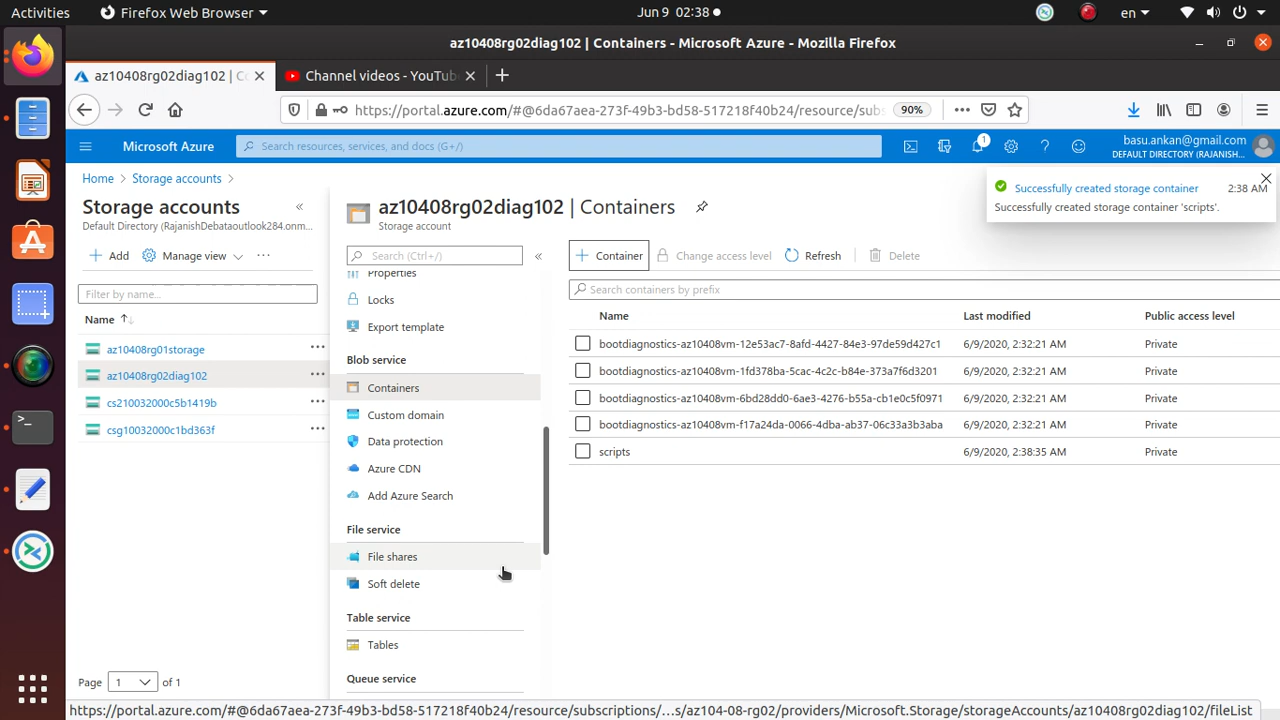 Activities
Firefox Web Browser
Jun 9 02:38
en
az10408rg02diag102 | Containers - Microsoft Azure - Mozilla Firefox
az10408rg02diag102 | Co
Channel videos - YouTube
https://portal.azure.com/#@6da67aea-273f-49b3-bd58-517218f40b24/resource/subs
90%
Microsoft Azure
Search resources, services, and docs (G+/)
1
basu.ankan@gmail.com
DEFAULT DIRECTORY (RAJANISH...
Home > Storage accounts >
Successfully created storage container
2:38 AM
Successfully created storage container 'scripts'.
Storage accounts
Default Directory (RajanishDebataoutlook284.onm...
Add
Manage view
Filter by name...
Name
az10408rg01storage
az10408rg02diag102
cs210032000c5b1419b
csg10032000c1bd363f
Page 1 of 1
az10408rg02diag102 | Containers
Storage account
Search (Ctrl+/)
Properties
Locks
Export template
Blob service
Containers
Custom domain
Data protection
Azure CDN
Add Azure Search
File service
File shares
Soft delete
Table service
Tables
Queue service
Container
Change access level
Refresh
Delete
Search containers by prefix
Name Last modified Public access level
bootdiagnostics-az10408vm-12e53ac7-8afd-4427-84e3-97de59d427c1 6/9/2020, 2:32:21 AM Private
bootdiagnostics-az10408vm-1fd378ba-5cac-4c2c-b84e-373a7f6d3201 6/9/2020, 2:32:21 AM Private
bootdiagnostics-az10408vm-6bd28dd0-6ae3-4276-b55a-cb1e0c5f0971 6/9/2020, 2:32:21 AM Private
bootdiagnostics-az10408vm-f17a24da-0066-4dba-ab37-06c33a3b3aba 6/9/2020, 2:32:21 AM Private
scripts 6/9/2020, 2:38:35 AM Private
https://portal.azure.com/#@6da67aea-273f-49b3-bd58-517218f40b24/resource/subscriptions/...s/az104-08-rg02/providers/Microsoft.Storage/storageAccounts/az10408rg02diag102/fileList